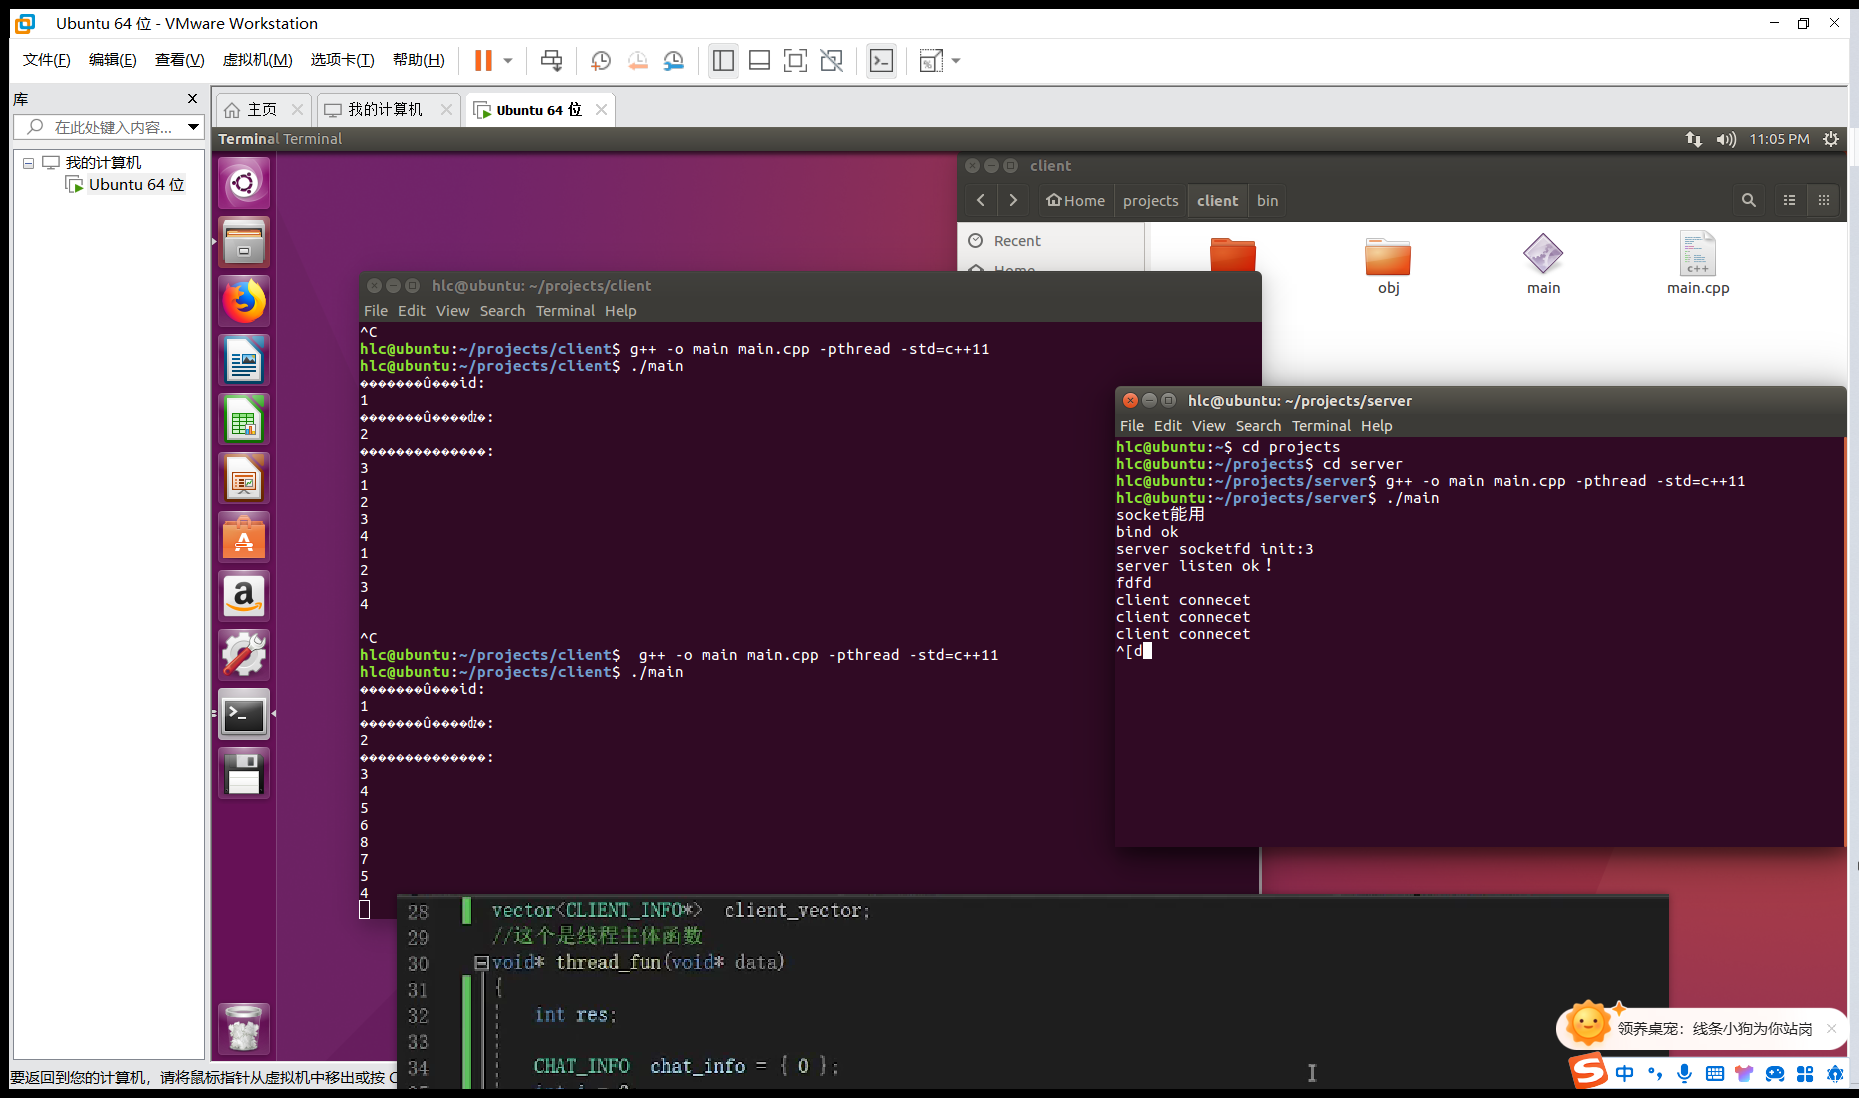 Ubuntu 64 位 - VMware Workstation
文件(F) 编辑(E) 查看(V) 虚拟机(M) 选项卡(T) 帮助(H)
库
在此处键入内容...
我的计算机
Ubuntu 64 位
主页 我的计算机 Ubuntu 64 位
Terminal Terminal 11:05 PM
client
Home projects client bin
Recent
Home
obj main main.cpp
hlc@ubuntu: ~/projects/client
File Edit View Search Terminal Help
^C
hlc@ubuntu:~/projects/client$ g++ -o main main.cpp -pthread -std=c++11
hlc@ubuntu:~/projects/client$ ./main
�������û���id:
1
�������û����ʣ�:
2
��������������:
3
1
2
3
4
1
2
3
4
^C
hlc@ubuntu:~/projects/client$  g++ -o main main.cpp -pthread -std=c++11
hlc@ubuntu:~/projects/client$ ./main
�������û���id:
1
�������û����ʣ�:
2
��������������:
3
4
5
6
8
7
5
4
hlc@ubuntu: ~/projects/server
File Edit View Search Terminal Help
hlc@ubuntu:~$ cd projects
hlc@ubuntu:~/projects$ cd server
hlc@ubuntu:~/projects/server$ g++ -o main main.cpp -pthread -std=c++11
hlc@ubuntu:~/projects/server$ ./main
socket能用
bind ok
server socketfd init:3
server listen ok！
fdfd
client connecet
client connecet
client connecet
^[d
28 vector<CLIENT_INFO*> client_vector;
29 //这个是线程主体函数
30 void* thread_fun(void* data)
31 {
32 int res;
33
34 CHAT_INFO chat_info = { 0 };
领养桌宠：线条小狗为你站岗
要返回到您的计算机，请将鼠标指针从虚拟机中移出或按 C
中